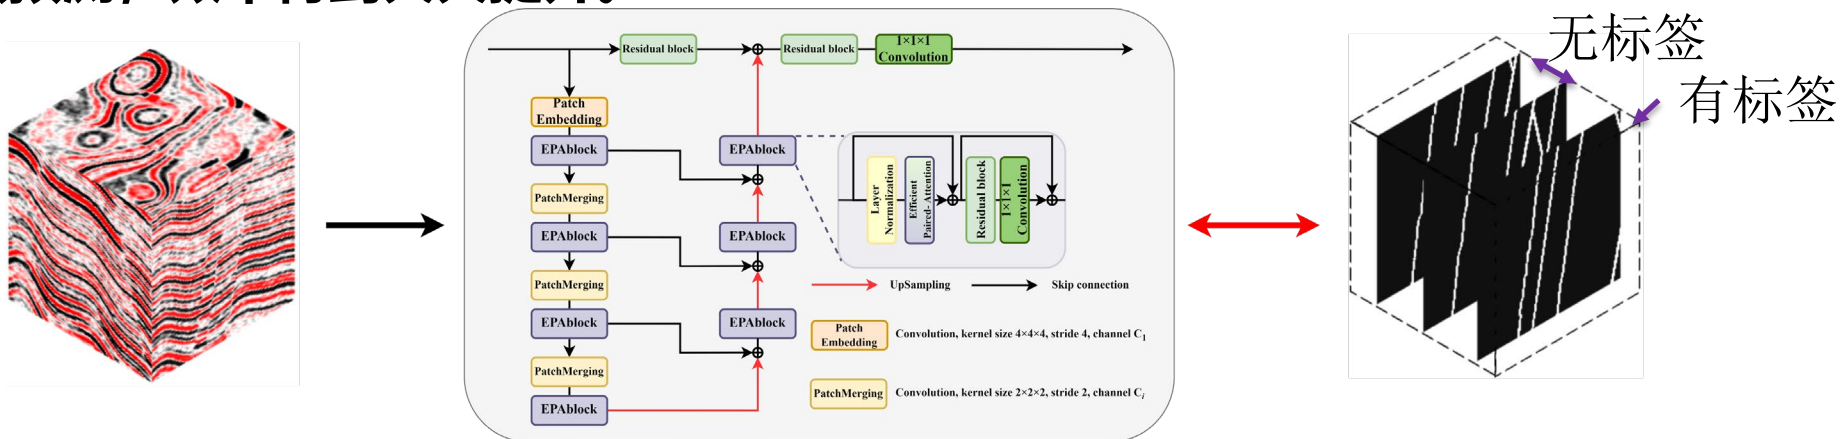 Residual block
Residual block
1×1×1
Convolution
无标签
有标签
Patch
Embedding
EPAblock
EPAblock
PatchMerging
EPAblock
EPAblock
PatchMerging
EPAblock
EPAblock
PatchMerging
EPAblock
Layer
Normalization
Efficient
Paired- Attention
Residual block
1×1×1
Convolution
UpSampling
Skip connection
Patch
Embedding
Convolution, kernel size 4×4×4, stride 4, channel C₁
PatchMerging
Convolution, kernel size 2×2×2, stride 2, channel Cᵢ